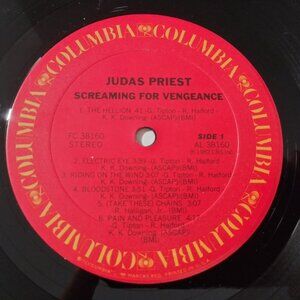 COLUMBIA COLUMBIA COLUMBIA COLUMBIA COLUMBIA COLUMBIA
JUDAS PRIEST
SCREAMING FOR VENGEANCE
1. THE HELLION .41 -G. Tipton - R. Halford -
K. K. Downing- (ASCAP)(BMI)
FC 38160
STEREO
SIDE 1
AL 38160
2. ELECTRIC EYE 3:39 -G. Tipton - R. Halford -
K. K. Downing- (ASCAP)(BMI)
3. RIDING ON THE WIND 3:07 -G. Tipton - R. Halford -
K. K. Downing- (ASCAP)(BMI)
4. BLOODSTONE 3:51 -G. Tipton - R. Halford -
K. K. Downing- (ASCAP)(BMI)
5. (TAKE THESE) CHAINS 3:07
-R. Halligan, Jr.- (BMI)
6. PAIN AND PLEASURE 4:17
-G. Tipton - R. Halford -
K. K. Downing- (ASCAP)
(BMI)